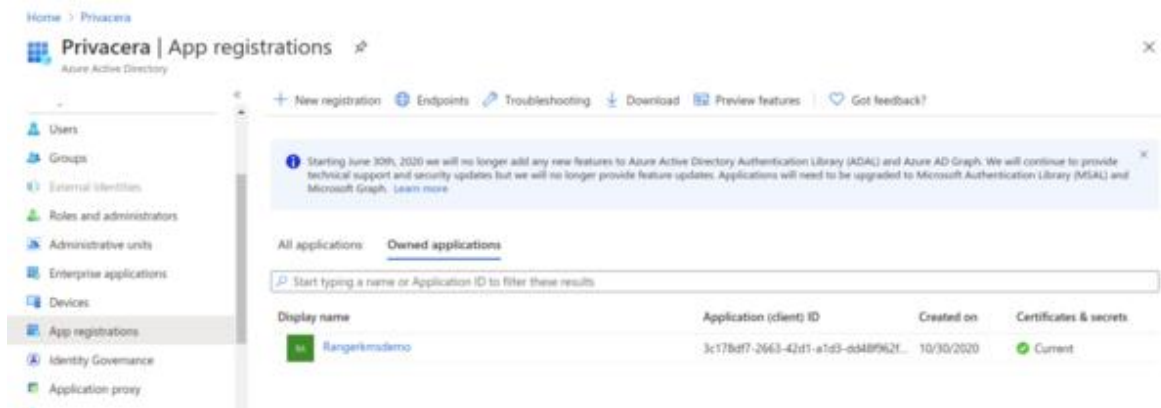 Home > Privacera
Privacera | App registrations
Azure Active Directory
New registration Endpoints Troubleshooting Download Preview features Got feedback?
Users
Groups
External Identities
Roles and administrators
Administrative units
Enterprise applications
Devices
App registrations
Identity Governance
Application proxy
Starting June 30th, 2020 we will no longer add any new features to Azure Active Directory Authentication Library (ADAL) and Azure AD Graph. We will continue to provide
technical support and security updates but we will no longer provide feature updates. Applications will need to be upgraded to Microsoft Authentication Library (MSAL) and
Microsoft Graph. Learn more
All applications Owned applications
Start typing a name or Application ID to filter these results
Display name Application (client) ID Created on Certificates & secrets
Rangerkmsdemo 3c178df7-2663-42d1-a1d3-dd48f962f... 10/30/2020 Current